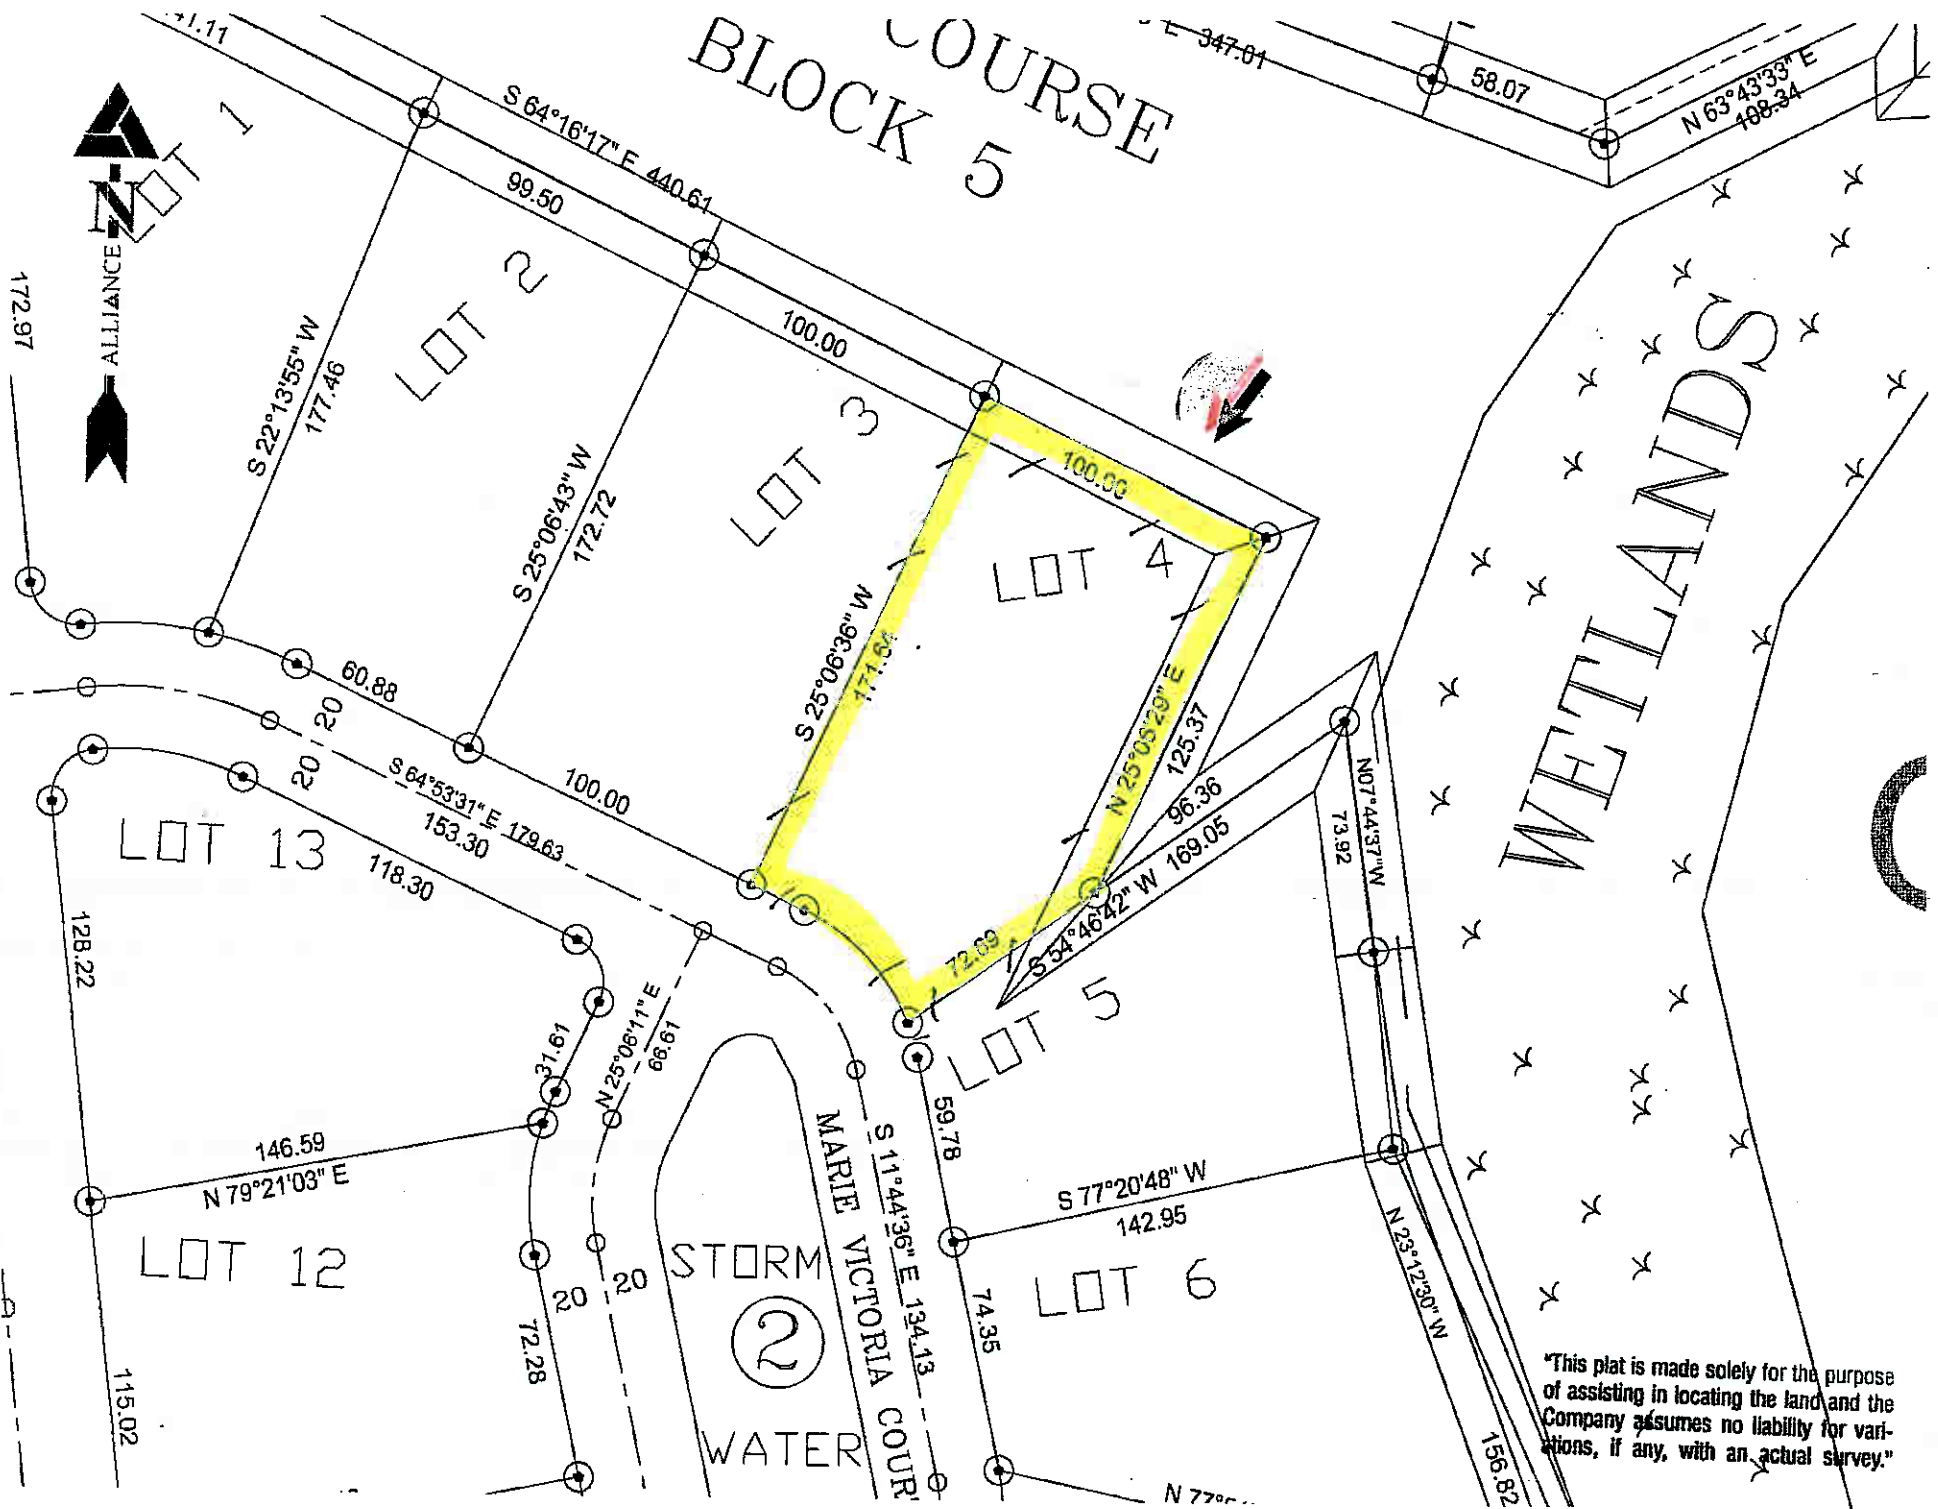 COURSE
BLOCK 5
347.01
58.07
N 63°43'33" E
108.34
LOT 1
N
ALLIANCE
172.97
S 64°16'17" E 440.61
99.50
LOT 2
S 22°13'55" W
177.46
100.00
LOT 3
S 25°06'43" W
172.72
100.00
LOT 4
S 25°06'36" W
171.64
N 25°05'29" E
125.37
WETLANDS
60.88
20
20
S 64°53'31" E 179.63
153.30
100.00
118.30
LOT 13
96.36
S 54°46'42" W 169.05
72.69
N07°44'37"W
73.92
128.22
LOT 5
N 25°06'11" E
66.61
31.61
59.78
146.59
N 79°21'03" E
S 77°20'48" W
142.95
MARIE VICTORIA COUR
S 11°44'36" E 134.13
LOT 12
STORM
2
WATER
20
20
72.28
74.35
LOT 6
N 23°12'30" W
156.82
115.02
"This plat is made solely for the purpose
of assisting in locating the land and the
Company assumes no liability for vari-
ations, if any, with an actual survey."